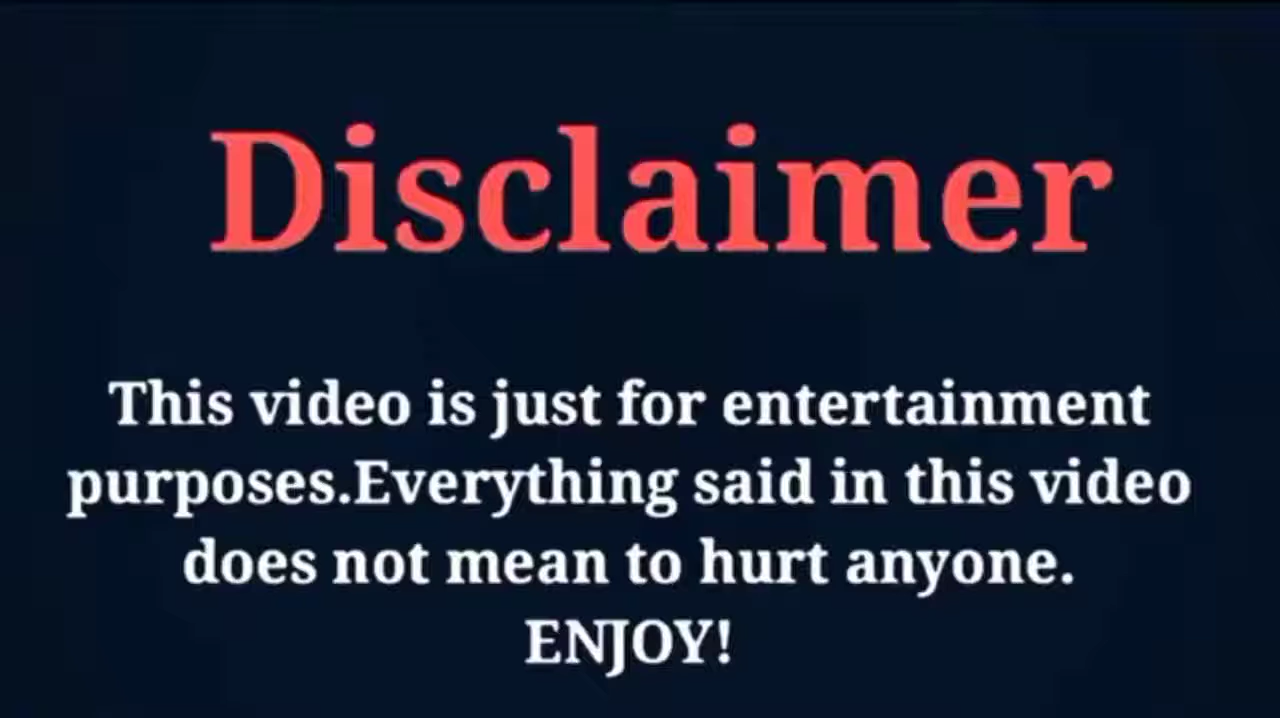 Disclaimer
This video is just for entertainment
purposes.Everything said in this video
does not mean to hurt anyone.
ENJOY!